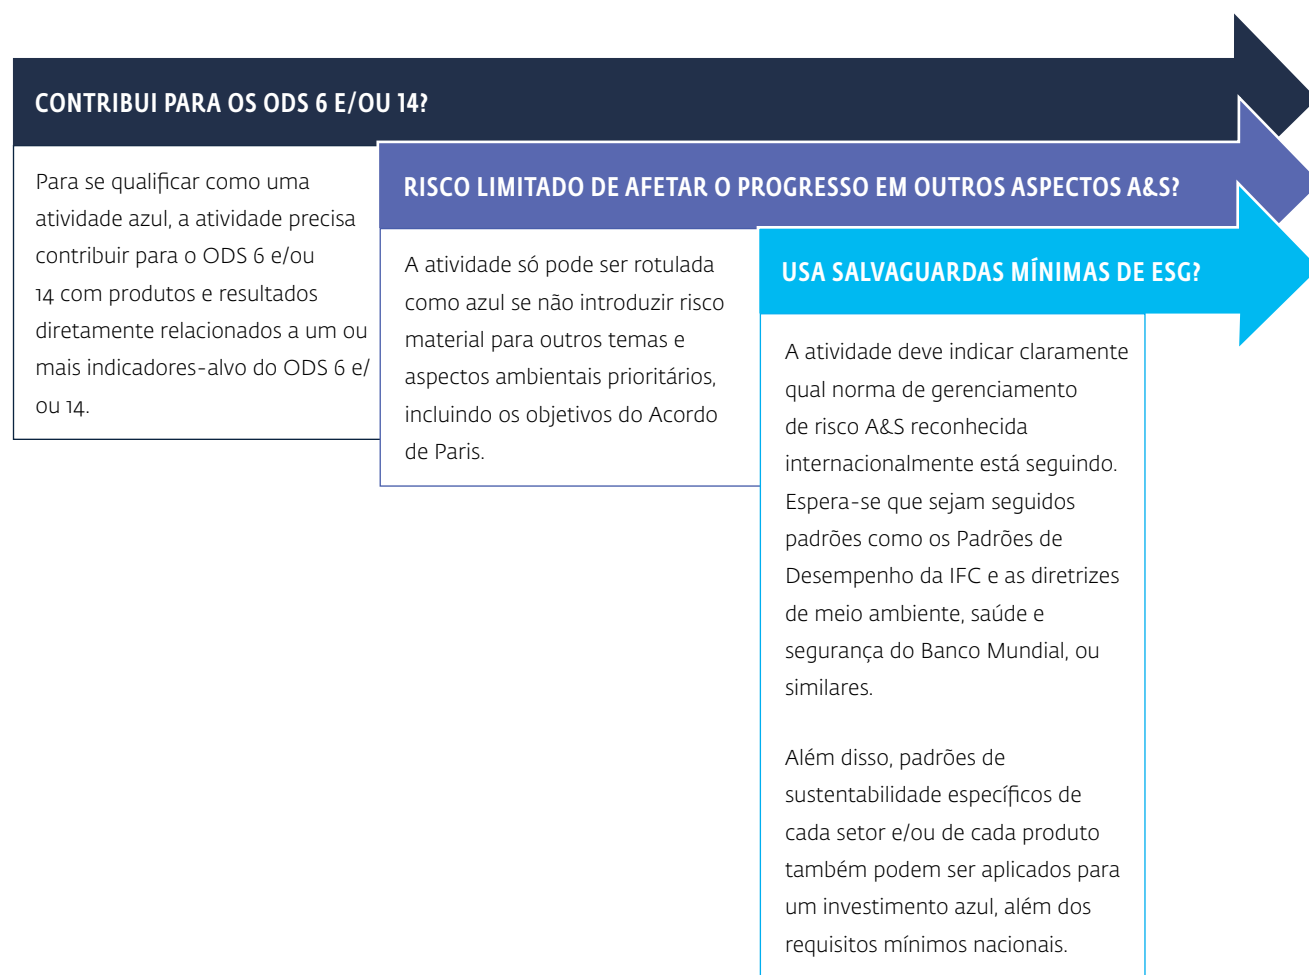 CONTRIBUI PARA OS ODS 6 E/OU 14?
Para se qualificar como uma
atividade azul, a atividade precisa
contribuir para o ODS 6 e/ou
14 com produtos e resultados
diretamente relacionados a um ou
mais indicadores-alvo do ODS 6 e/
ou 14.
RISCO LIMITADO DE AFETAR O PROGRESSO EM OUTROS ASPECTOS A&S?
A atividade só pode ser rotulada
como azul se não introduzir risco
material para outros temas e
aspectos ambientais prioritários,
incluindo os objetivos do Acordo
de Paris.
USA SALVAGUARDAS MÍNIMAS DE ESG?
A atividade deve indicar claramente
qual norma de gerenciamento
de risco A&S reconhecida
internacionalmente está seguindo.
Espera-se que sejam seguidos
padrões como os Padrões de
Desempenho da IFC e as diretrizes
de meio ambiente, saúde e
segurança do Banco Mundial, ou
similares.
Além disso, padrões de
sustentabilidade específicos de
cada setor e/ou de cada produto
também podem ser aplicados para
um investimento azul, além dos
requisitos mínimos nacionais.